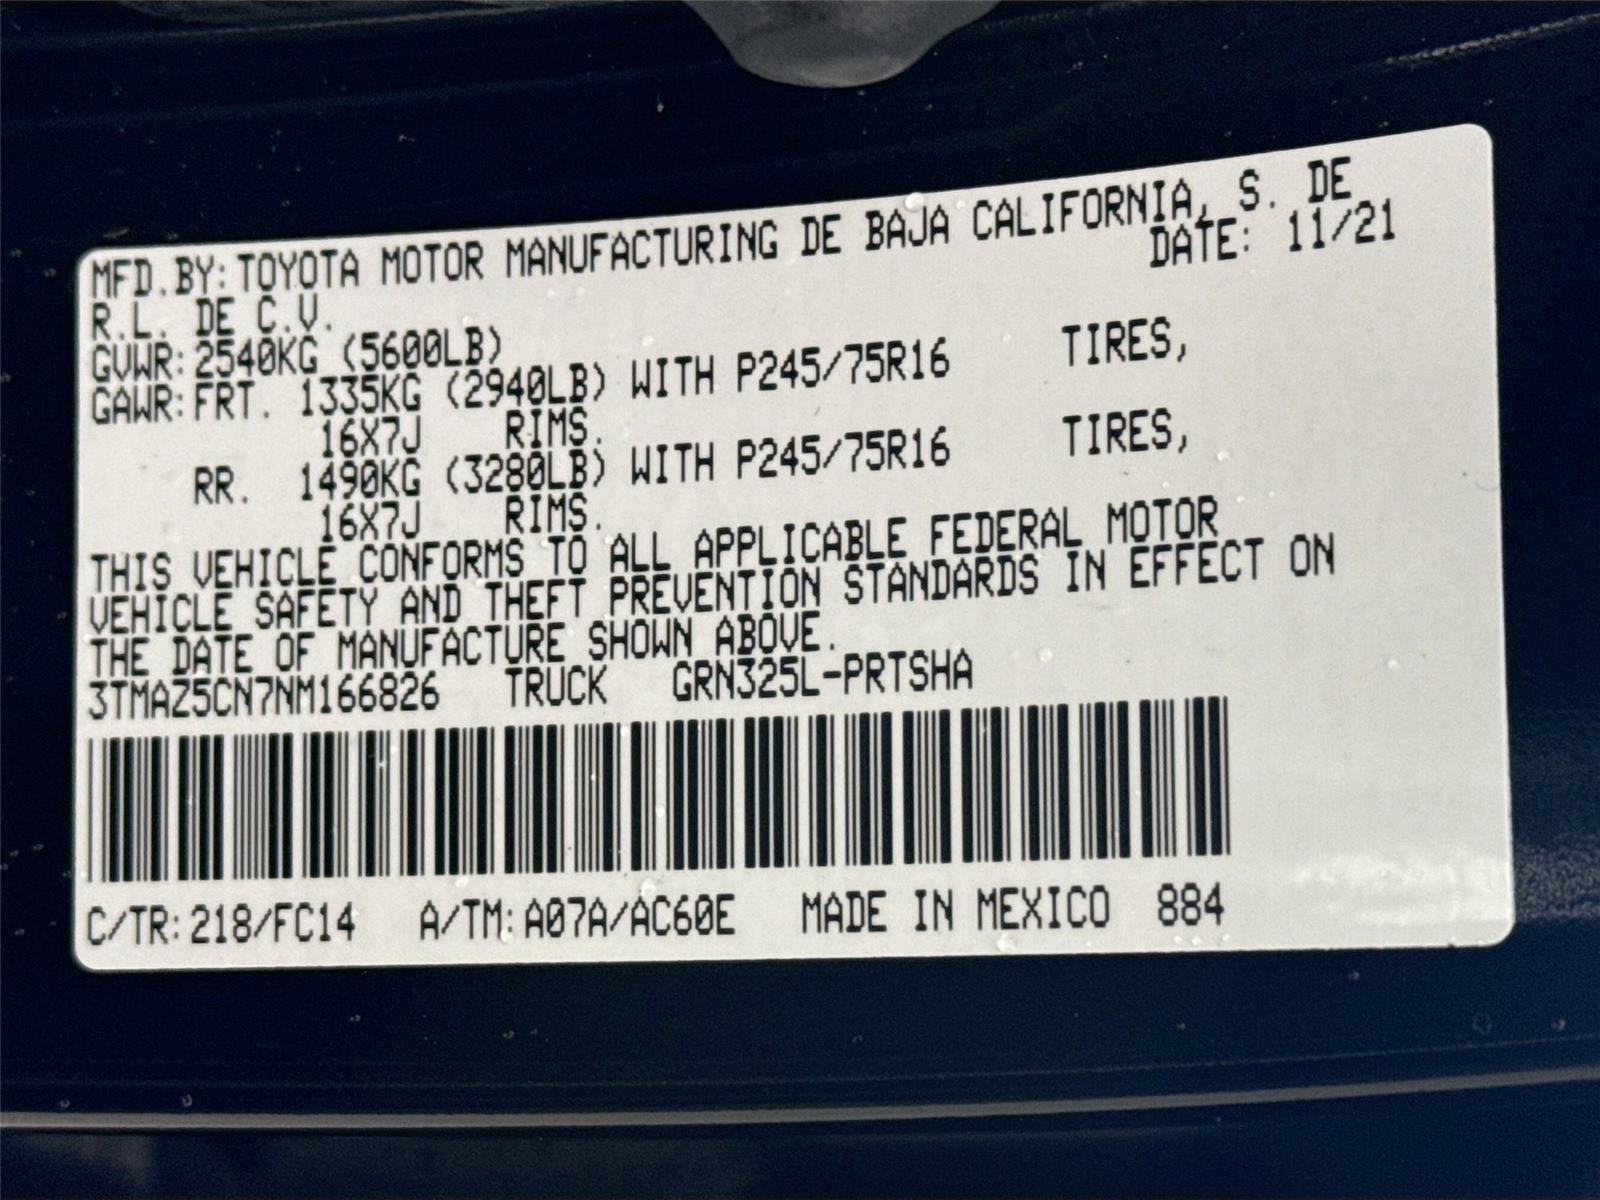 MFD.BY:TOYOTA MOTOR MANUFACTURING DE BAJA CALIFORNIA, S. DE
R.L. DE C.V. DATE: 11/21
GVWR:2540KG (5600LB)
GAWR:FRT. 1335KG (2940LB) WITH P245/75R16 TIRES,
16X7J RIMS.
RR. 1490KG (3280LB) WITH P245/75R16 TIRES,
16X7J RIMS.
THIS VEHICLE CONFORMS TO ALL APPLICABLE FEDERAL MOTOR
VEHICLE SAFETY AND THEFT PREVENTION STANDARDS IN EFFECT ON
THE DATE OF MANUFACTURE SHOWN ABOVE.
3TMAZ5CN7NM166826 TRUCK GRN325L-PRTSHA
C/TR:218/FC14 A/TM:A07A/AC60E MADE IN MEXICO 884